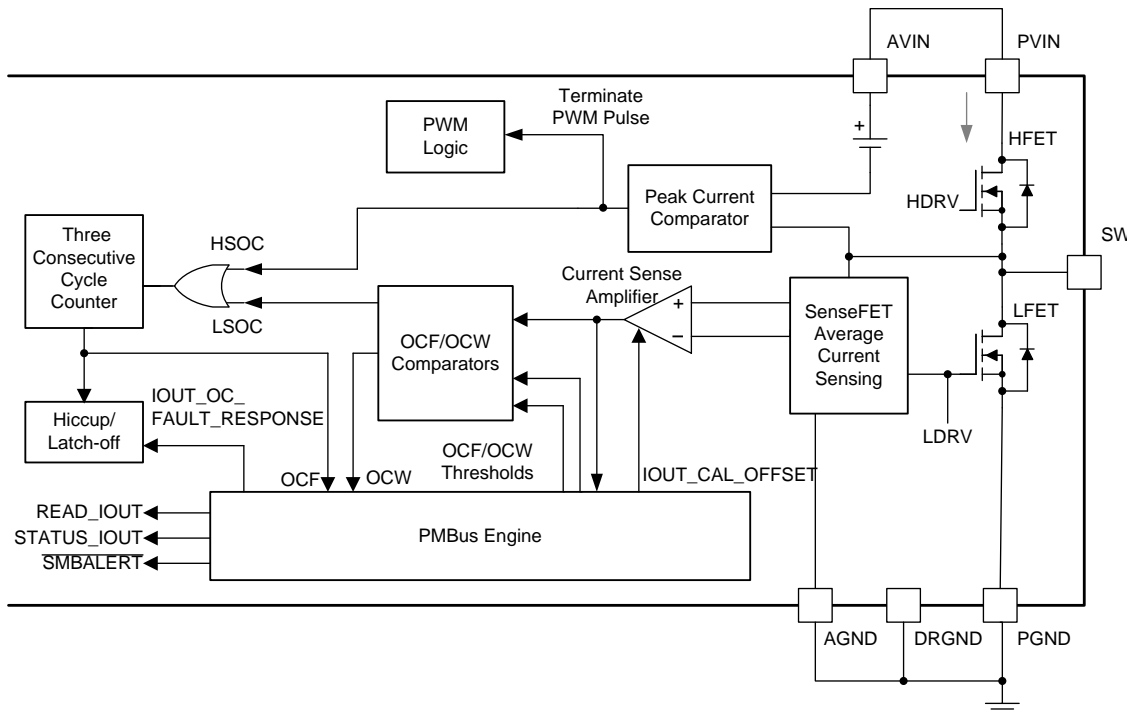 AVIN
PVIN
Terminate
PWM Pulse
PWM
Logic
+
HFET
Peak Current
Comparator
HDRV
Three
Consecutive
Cycle
Counter
HSOC
LSOC
SW
Current Sense
Amplifier
+
−
SenseFET
Average
Current
Sensing
LFET
OCF/OCW
Comparators
IOUT_OC_
FAULT_RESPONSE
Hiccup/
Latch-off
LDRV
OCF/OCW
Thresholds
OCF
OCW
IOUT_CAL_OFFSET
READ_IOUT
STATUS_IOUT
SMBALERT
PMBus Engine
AGND
DRGND
PGND